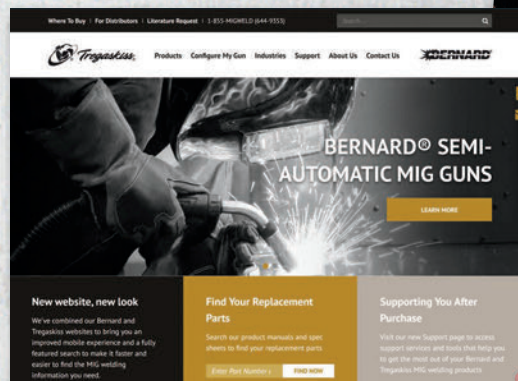 Where To Buy | For Distributors | Literature Request | 1-855-MIGWELD (644-9353)
Search...
Tregaskiss
Products Configure My Gun Industries Support About Us Contact Us
BERNARD
BERNARD® SEMI-
AUTOMATIC MIG GUNS
LEARN MORE
New website, new look
We've combined our Bernard and
Tregaskiss websites to bring you an
improved mobile experience and a fully
featured search to make it faster and
easier to find the MIG welding
information you need.
Find Your Replacement
Parts
Search our product manuals and spec
sheets to find your replacement parts
Enter Part Number
FIND NOW
Supporting You After
Purchase
Visit our new Support page to access
support services and tools that help you
to get the most out of your Bernard and
Tregaskiss MIG welding products